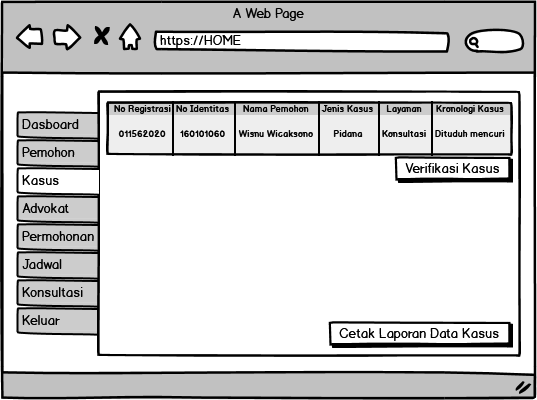 A Web Page
https://HOME
Dasboard
Pemohon
Kasus
Advokat
Permohonan
Jadwal
Konsultasi
Keluar
No Registrasi No Identitas Nama Pemohon Jenis Kasus Layanan Kronologi Kasus
011562020 160101060 Wisnu Wicaksono Pidana Konsultasi Dituduh mencuri
Verifikasi Kasus
Cetak Laporan Data Kasus